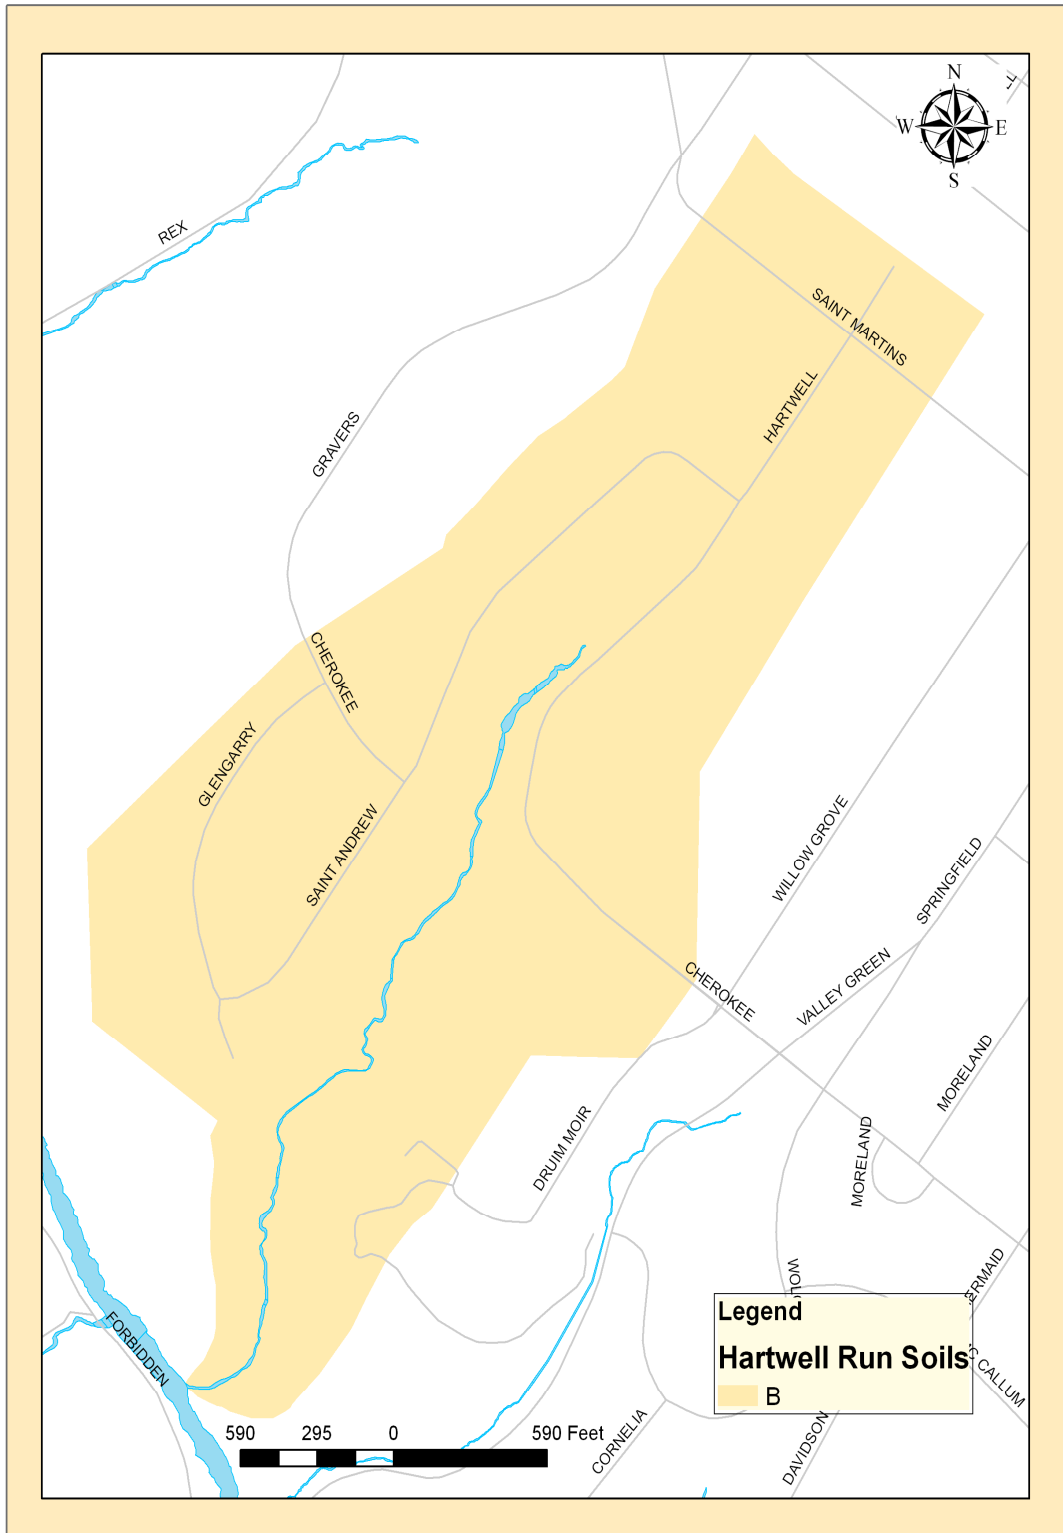 N
W E
S
REX
SAINT MARTINS
HARTWELL
GRAVERS
CHEROKEE
GLENGARRY
SAINT ANDREW
WILLOW GROVE
SPRINGFIELD
CHEROKEE
VALLEY GREEN
MORELAND
DRUIM MOIR
MORELAND
FORBIDDEN
Legend
Hartwell Run Soils
B
CALLUM
590 295 0 590 Feet
CORNELIA
DAVIDSON